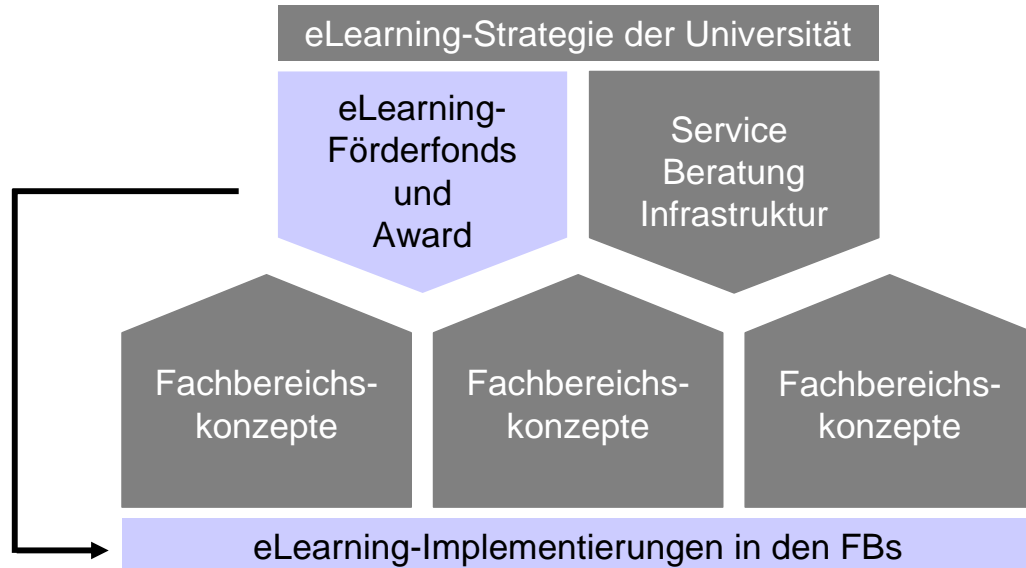 eLearning-Strategie der Universität
eLearning-
Förderfonds
und
Award
Service
Beratung
Infrastruktur
Fachbereichs-
konzepte
Fachbereichs-
konzepte
Fachbereichs-
konzepte
eLearning-Implementierungen in den FBs